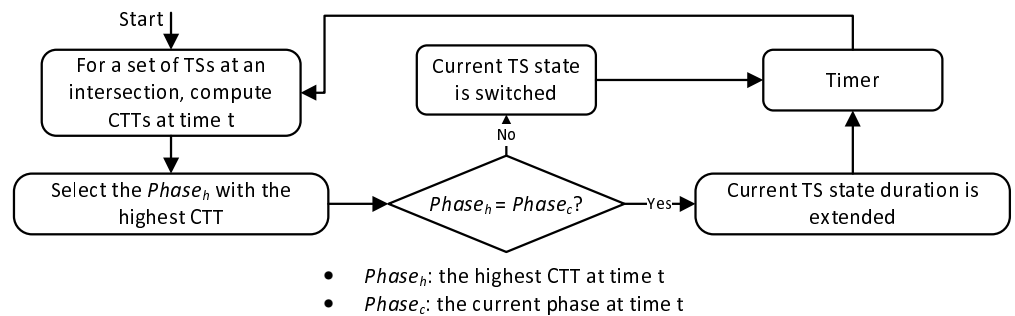 Start
For a set of TSs at an
intersection, compute
CTTs at time t
Select the Phaseₕ with the
highest CTT
Phaseₕ = Phase꜀?
No
Current TS state
is switched
Yes
Current TS state duration is
extended
Timer
• Phaseₕ: the highest CTT at time t
• Phase꜀: the current phase at time t